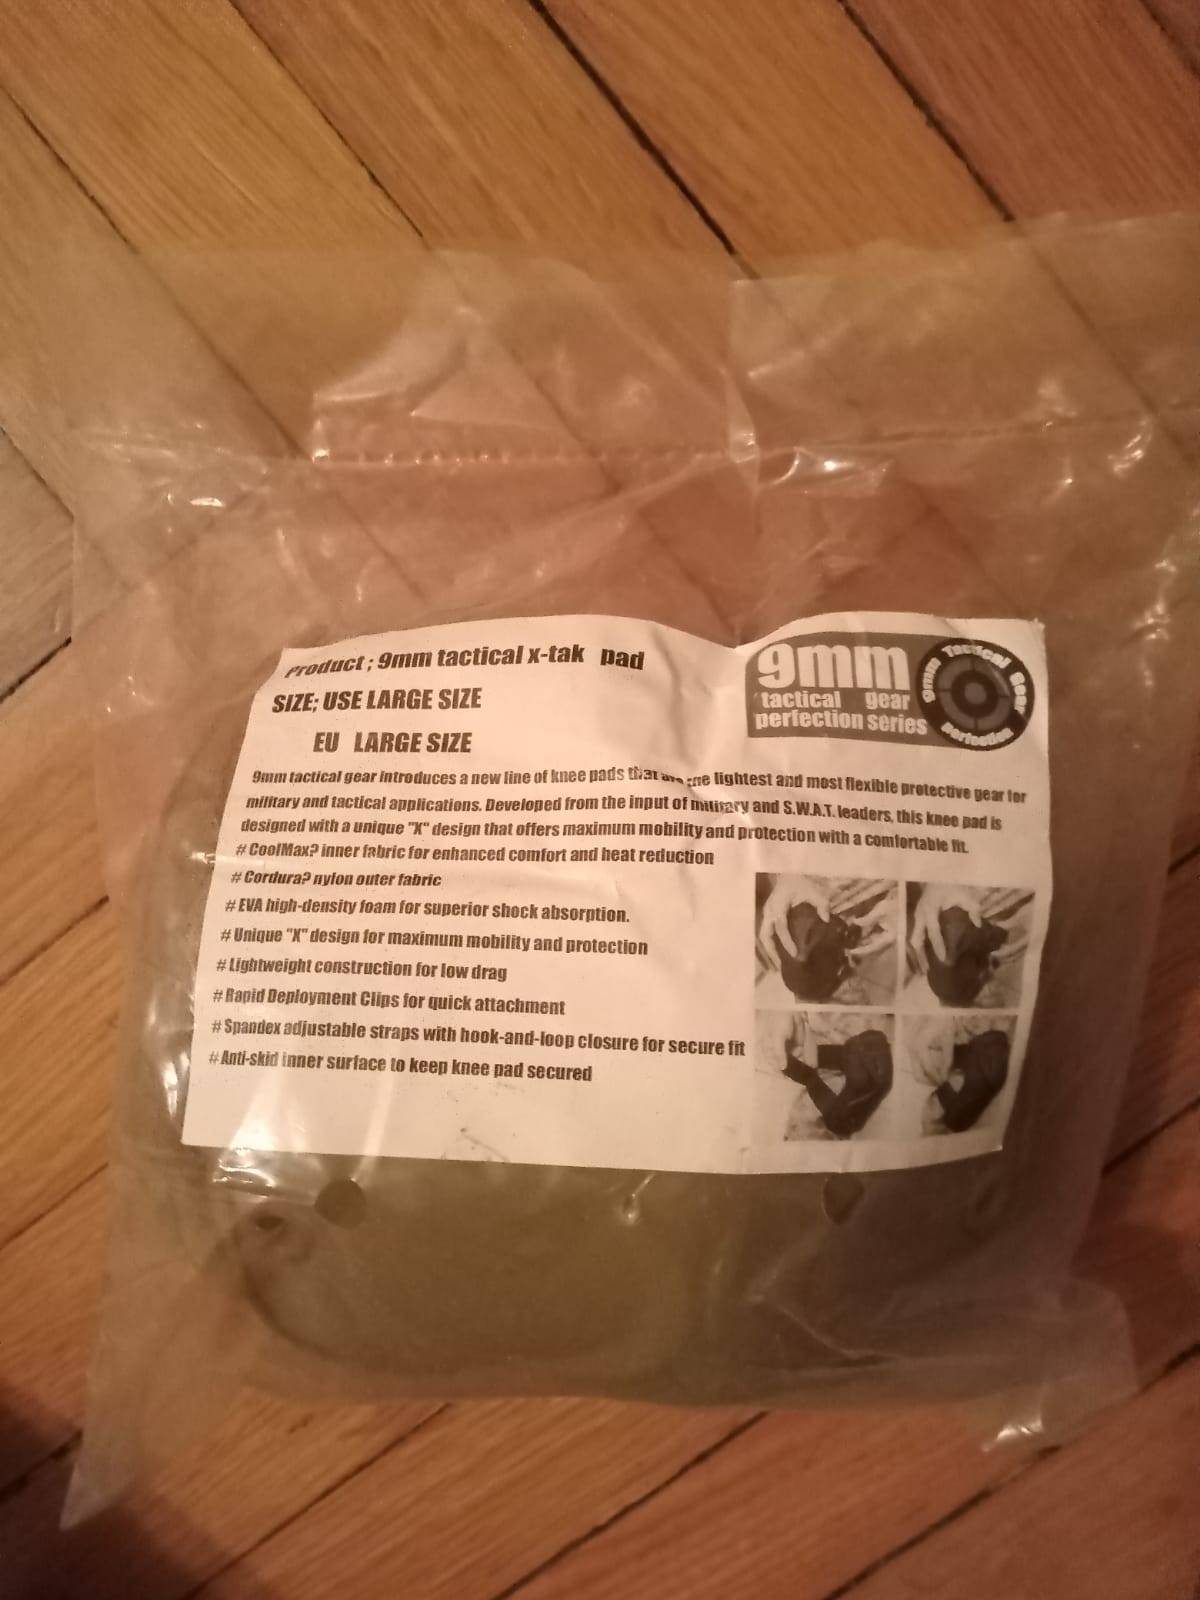 Product ; 9mm tactical x-tak pad
SIZE; USE LARGE SIZE
EU LARGE SIZE
9mm
tactical gear
perfection series
9mm Tactical Gear
perfection
9mm tactical gear introduces a new line of knee pads that are the lightest and most flexible protective gear for
military and tactical applications. Developed from the input of military and S.W.A.T. leaders, this knee pad is
designed with a unique "X" design that offers maximum mobility and protection with a comfortable fit.
# CoolMax? inner fabric for enhanced comfort and heat reduction
# Cordura? nylon outer fabric
# EVA high-density foam for superior shock absorption.
# Unique "X" design for maximum mobility and protection
# Lightweight construction for low drag
# Rapid Deployment Clips for quick attachment
# Spandex adjustable straps with hook-and-loop closure for secure fit
# Anti-skid inner surface to keep knee pad secured